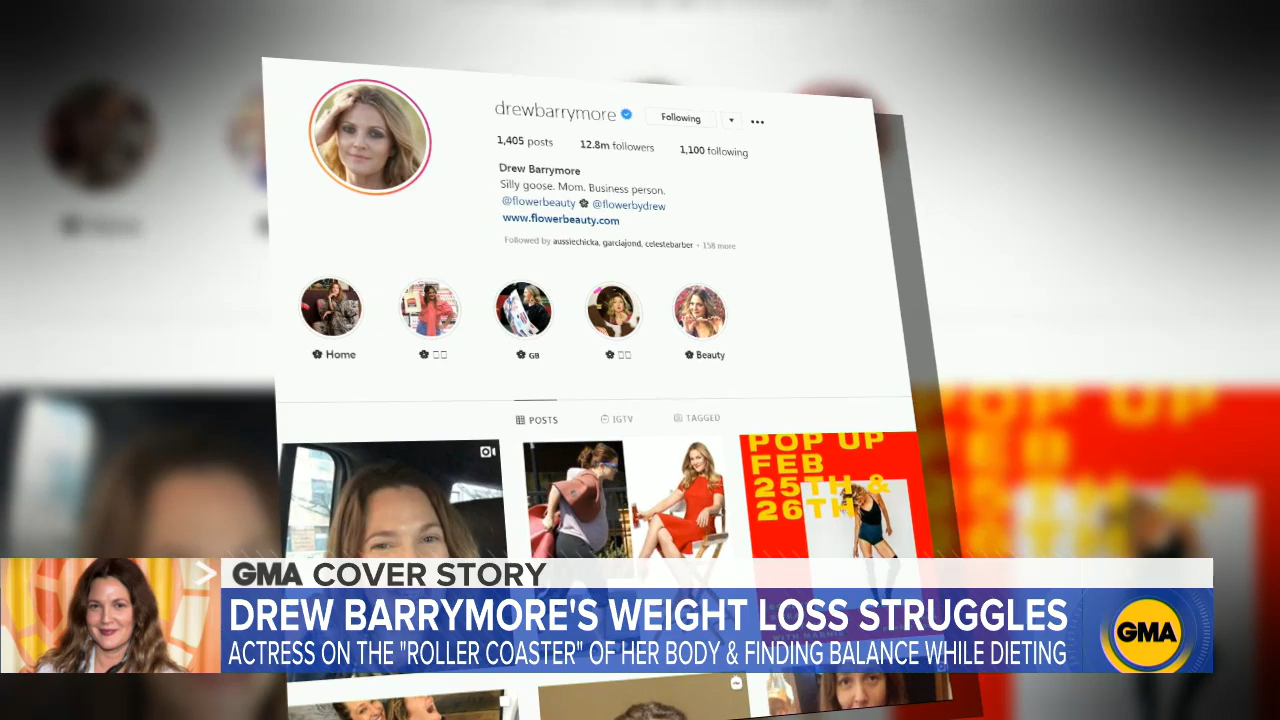 drewbarrymore
Following
1,405 posts 12.8m followers 1,100 following
Drew Barrymore
Silly goose. Mom. Business person.
@flowerbeauty @flowerbydrew
www.flowerbeauty.com
Followed by aussiechicka, garciajond, celestebarber + 158 more
Home GB Beauty
POSTS IGTV TAGGED
POP UP
FEB
25TH &
26TH
GMA COVER STORY
DREW BARRYMORE'S WEIGHT LOSS STRUGGLES
ACTRESS ON THE "ROLLER COASTER" OF HER BODY & FINDING BALANCE WHILE DIETING
GMA